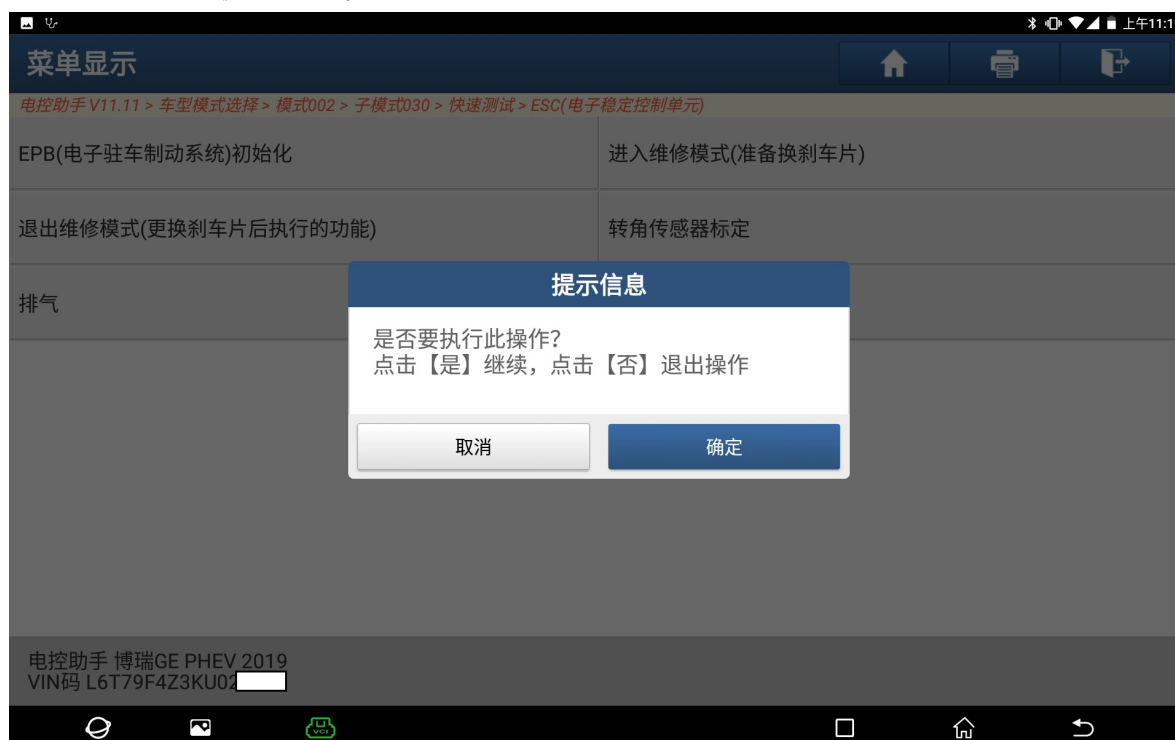 上午11:1
菜单显示
电控助手 V11.11 > 车型模式选择 > 模式002 > 子模式030 > 快速测试 > ESC(电子稳定控制单元)
EPB(电子驻车制动系统)初始化
进入维修模式(准备换刹车片)
退出维修模式(更换刹车片后执行的功能)
转角传感器标定
排气
提示信息
是否要执行此操作?
点击【是】继续，点击【否】退出操作
取消
确定
电控助手 博瑞GE PHEV 2019
VIN码 L6T79F4Z3KU02
VCI